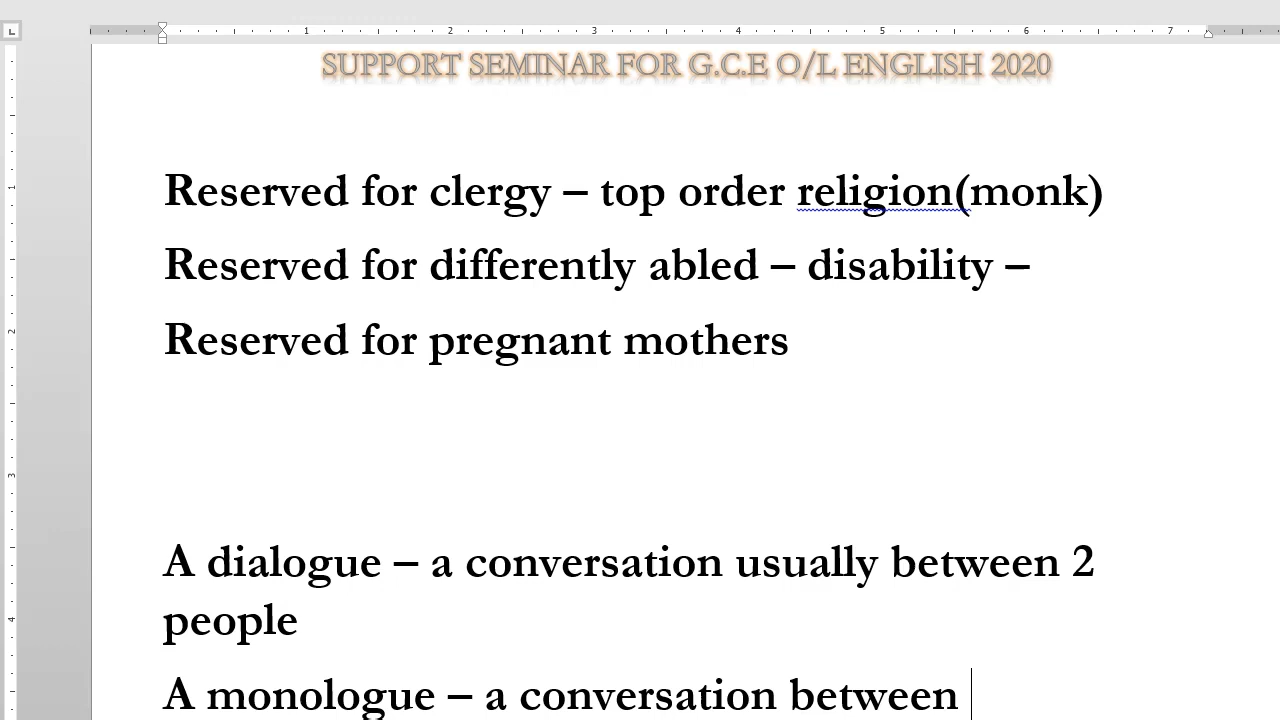 SUPPORT SEMINAR FOR G.C.E O/L ENGLISH 2020
Reserved for clergy – top order religion(monk)
Reserved for differently abled – disability –
Reserved for pregnant mothers
A dialogue – a conversation usually between 2
people
A monologue – a conversation between